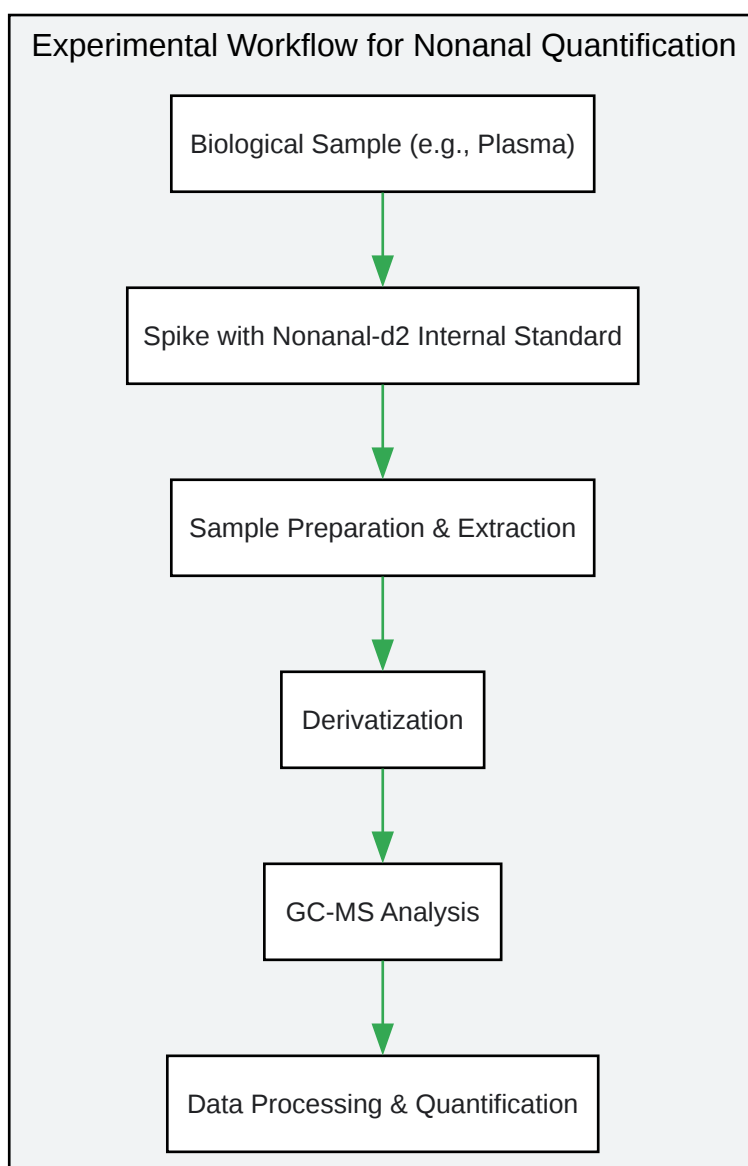 Experimental Workflow for Nonanal Quantification
Biological Sample (e.g., Plasma)
Spike with Nonanal-d2 Internal Standard
Sample Preparation & Extraction
Derivatization
GC-MS Analysis
Data Processing & Quantification